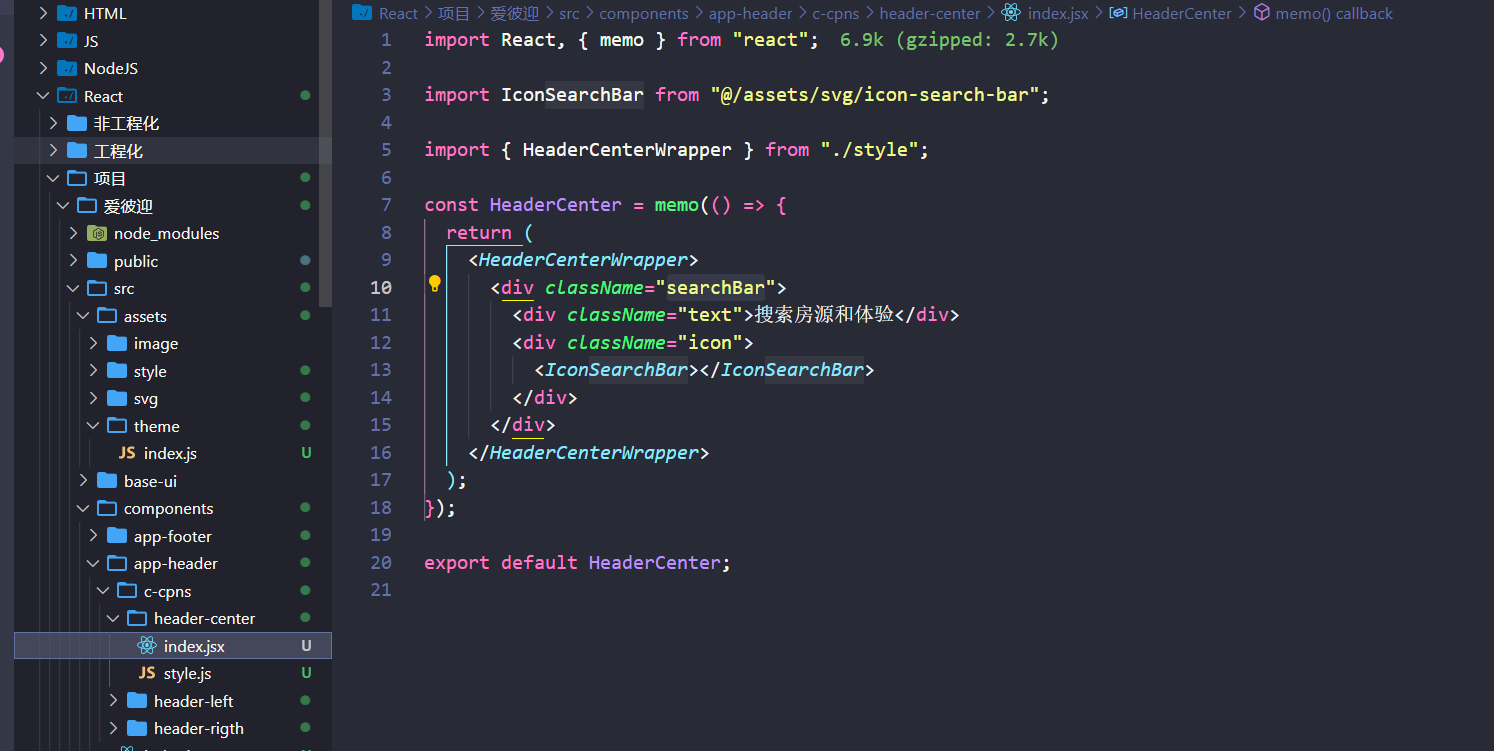 HTML
JS
NodeJS
React
非工程化
工程化
项目
爱彼迎
node_modules
public
src
assets
image
style
svg
theme
JS index.js U
base-ui
components
app-footer
app-header
c-cpns
header-center
index.jsx U
JS style.js U
header-left
header-rigth
React > 项目 > 爱彼迎 > src > components > app-header > c-cpns > header-center > index.jsx > HeaderCenter > memo() callback
1 import React, { memo } from "react"; 6.9k (gzipped: 2.7k)
2
3 import IconSearchBar from "@/assets/svg/icon-search-bar";
4
5 import { HeaderCenterWrapper } from "./style";
6
7 const HeaderCenter = memo(() => {
8 return (
9 <HeaderCenterWrapper>
10 <div className="searchBar">
11 <div className="text">搜索房源和体验</div>
12 <div className="icon">
13 <IconSearchBar></IconSearchBar>
14 </div>
15 </div>
16 </HeaderCenterWrapper>
17 );
18 });
19
20 export default HeaderCenter;
21